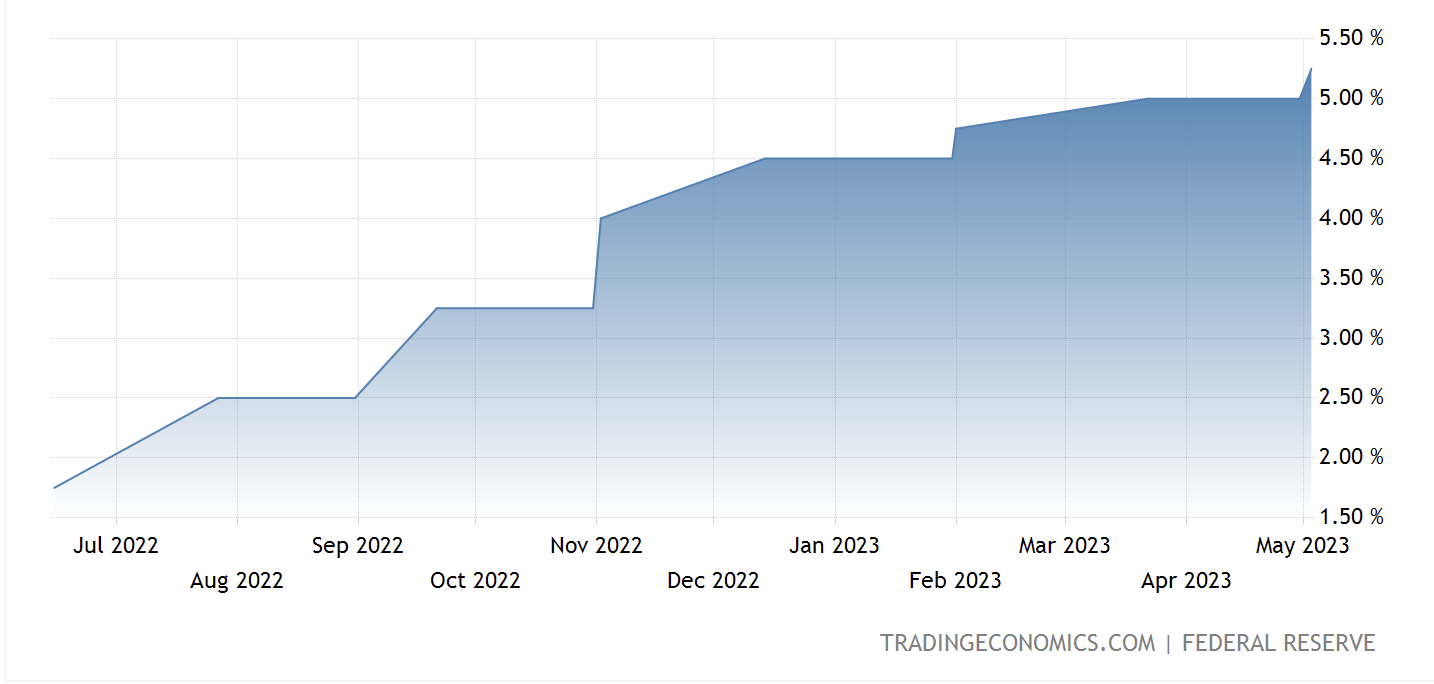 5.50 %
5.00 %
4.50 %
4.00 %
3.50 %
3.00 %
2.50 %
2.00 %
1.50 %
Jul 2022
Aug 2022
Sep 2022
Oct 2022
Nov 2022
Dec 2022
Jan 2023
Feb 2023
Mar 2023
Apr 2023
May 2023
TRADINGECONOMICS.COM | FEDERAL RESERVE